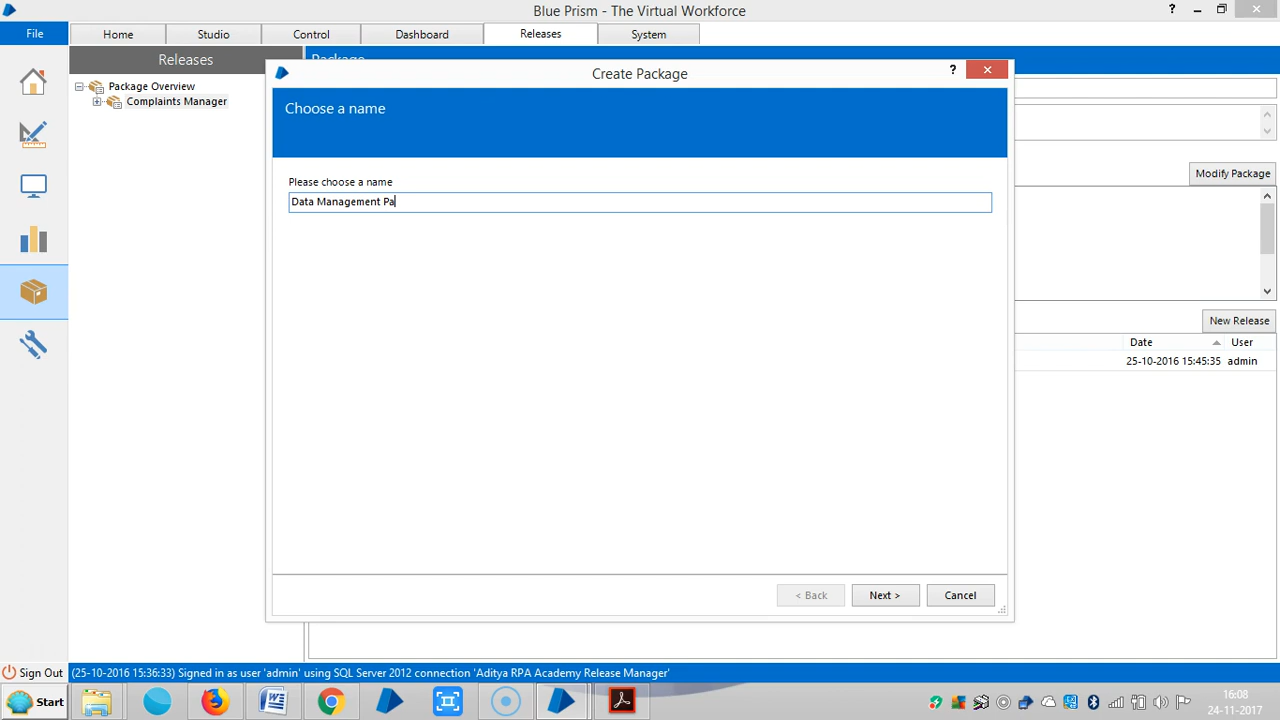 Blue Prism - The Virtual Workforce
?
File
Home
Studio
Control
Dashboard
Releases
System
Releases
Package Overview
Complaints Manager
Create Package
?
Choose a name
Please choose a name
Data Management Pa
Modify Package
New Release
Date
User
25-10-2016 15:45:35
admin
< Back
Next >
Cancel
Sign Out
(25-10-2016 15:36:33) Signed in as user 'admin' using SQL Server 2012 connection 'Aditya RPA Academy Release Manager'
Start
16:08
24-11-2017